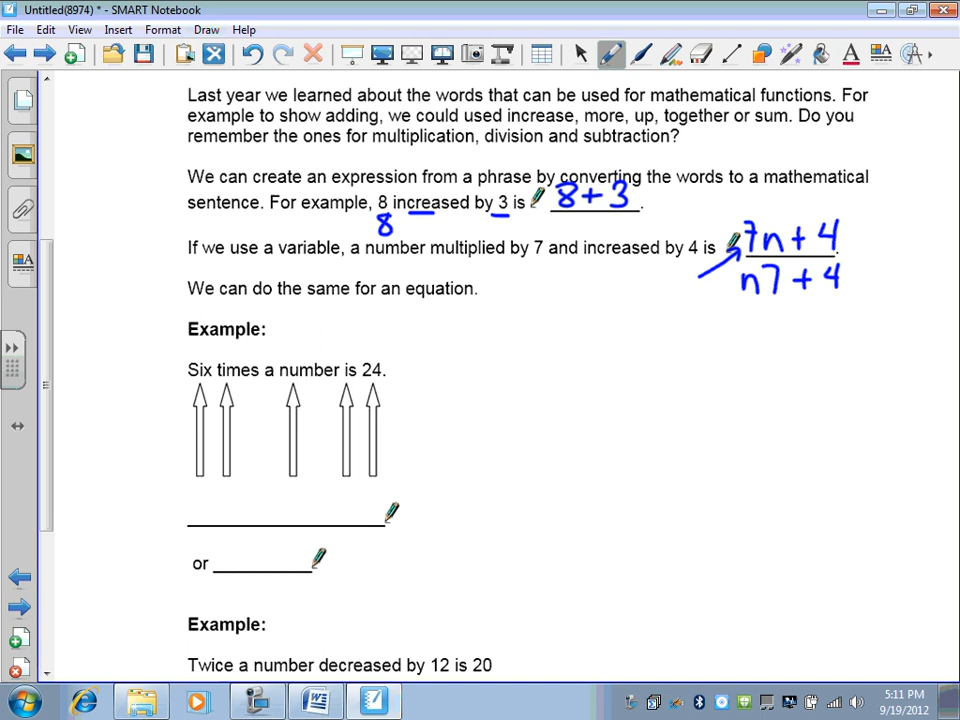 Untitled(8974) * - SMART Notebook
File Edit View Insert Format Draw Help
Last year we learned about the words that can be used for mathematical functions. For
example to show adding, we could used increase, more, up, together or sum. Do you
remember the ones for multiplication, division and subtraction?
We can create an expression from a phrase by converting the words to a mathematical
sentence. For example, 8 increased by 3 is 8 + 3.
8
If we use a variable, a number multiplied by 7 and increased by 4 is 7n + 4.
n7 + 4
We can do the same for an equation.
Example:
Six times a number is 24.
or
Example:
Twice a number decreased by 12 is 20
5:11 PM
9/19/2012